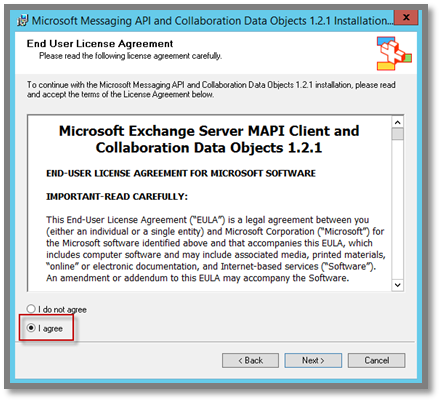 Microsoft Messaging API and Collaboration Data Objects 1.2.1 Installation...
End User License Agreement
Please read the following license agreement carefully.
To continue with the Microsoft Messaging API and Collaboration Data Objects 1.2.1 installation, please read
and accept the terms of the License Agreement below.
Microsoft Exchange Server MAPI Client and
Collaboration Data Objects 1.2.1
END-USER LICENSE AGREEMENT FOR MICROSOFT SOFTWARE
IMPORTANT-READ CAREFULLY:
This End-User License Agreement (“EULA”) is a legal agreement between you
(either an individual or a single entity) and Microsoft Corporation (“Microsoft”) for
the Microsoft software identified above and that accompanies this EULA, which
includes computer software and may include associated media, printed materials,
“online” or electronic documentation, and Internet-based services (“Software”).
An amendment or addendum to this EULA may accompany the Software.
I do not agree
I agree
< Back Next > Cancel